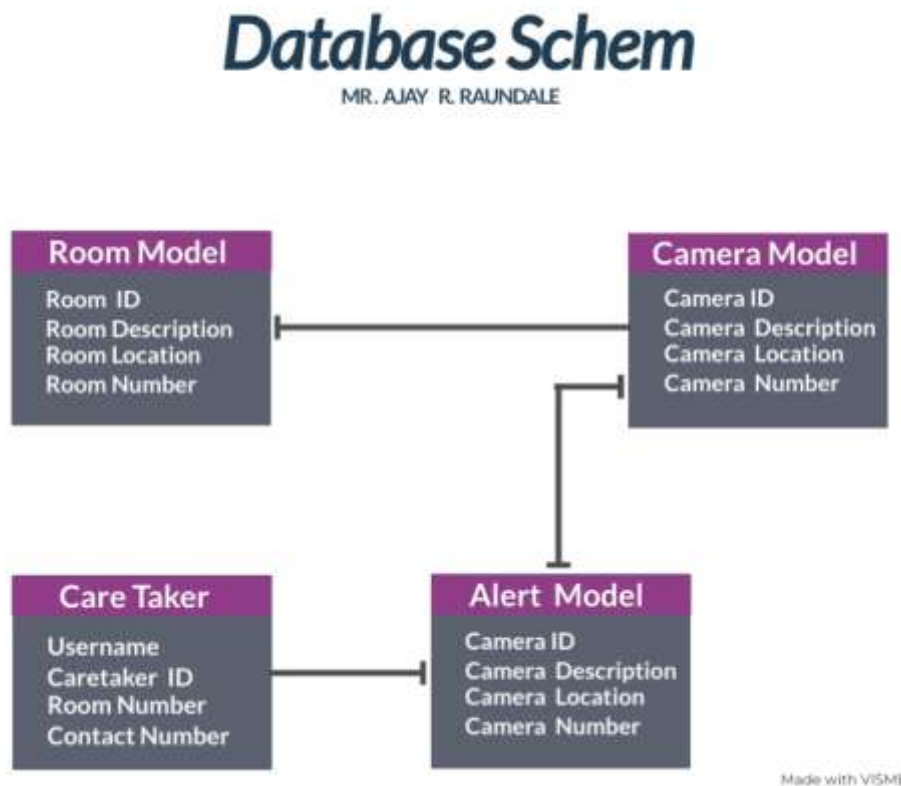 Database Schem
MR. AJAY R. RAUNDALE
Room Model
Room ID
Room Description
Room Location
Room Number
Camera Model
Camera ID
Camera Description
Camera Location
Camera Number
Care Taker
Username
Caretaker ID
Room Number
Contact Number
Alert Model
Camera ID
Camera Description
Camera Location
Camera Number
Made with VISME